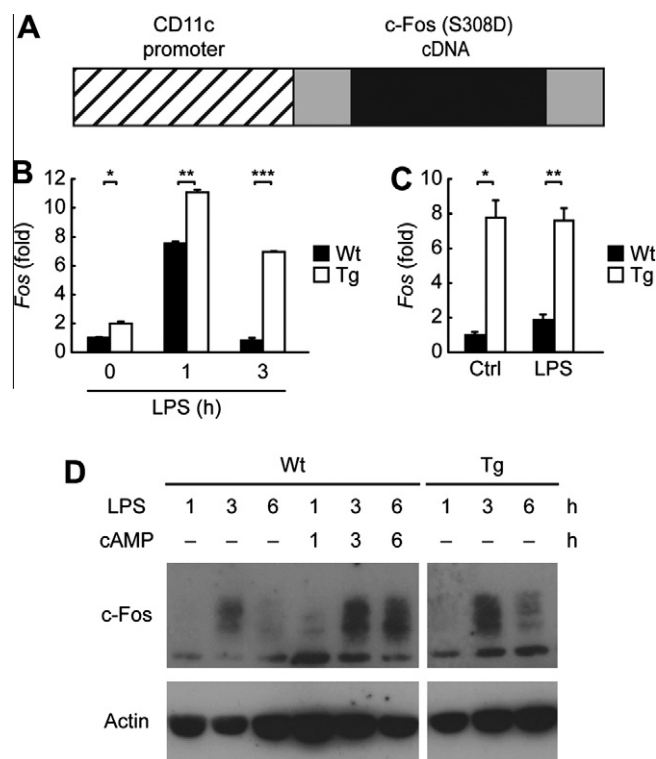 A
CD11c promoter
c-Fos (S308D) cDNA
B
Fos (fold)
12
10
8
6
4
2
0
* ** ***
Wt
Tg
0 1 3
LPS (h)
C
Fos (fold)
10
8
6
4
2
0
* **
Wt
Tg
Ctrl LPS
D
Wt Tg
LPS 1 3 6 1 3 6 1 3 6 h
cAMP – – – 1 3 6 – – – h
c-Fos
Actin